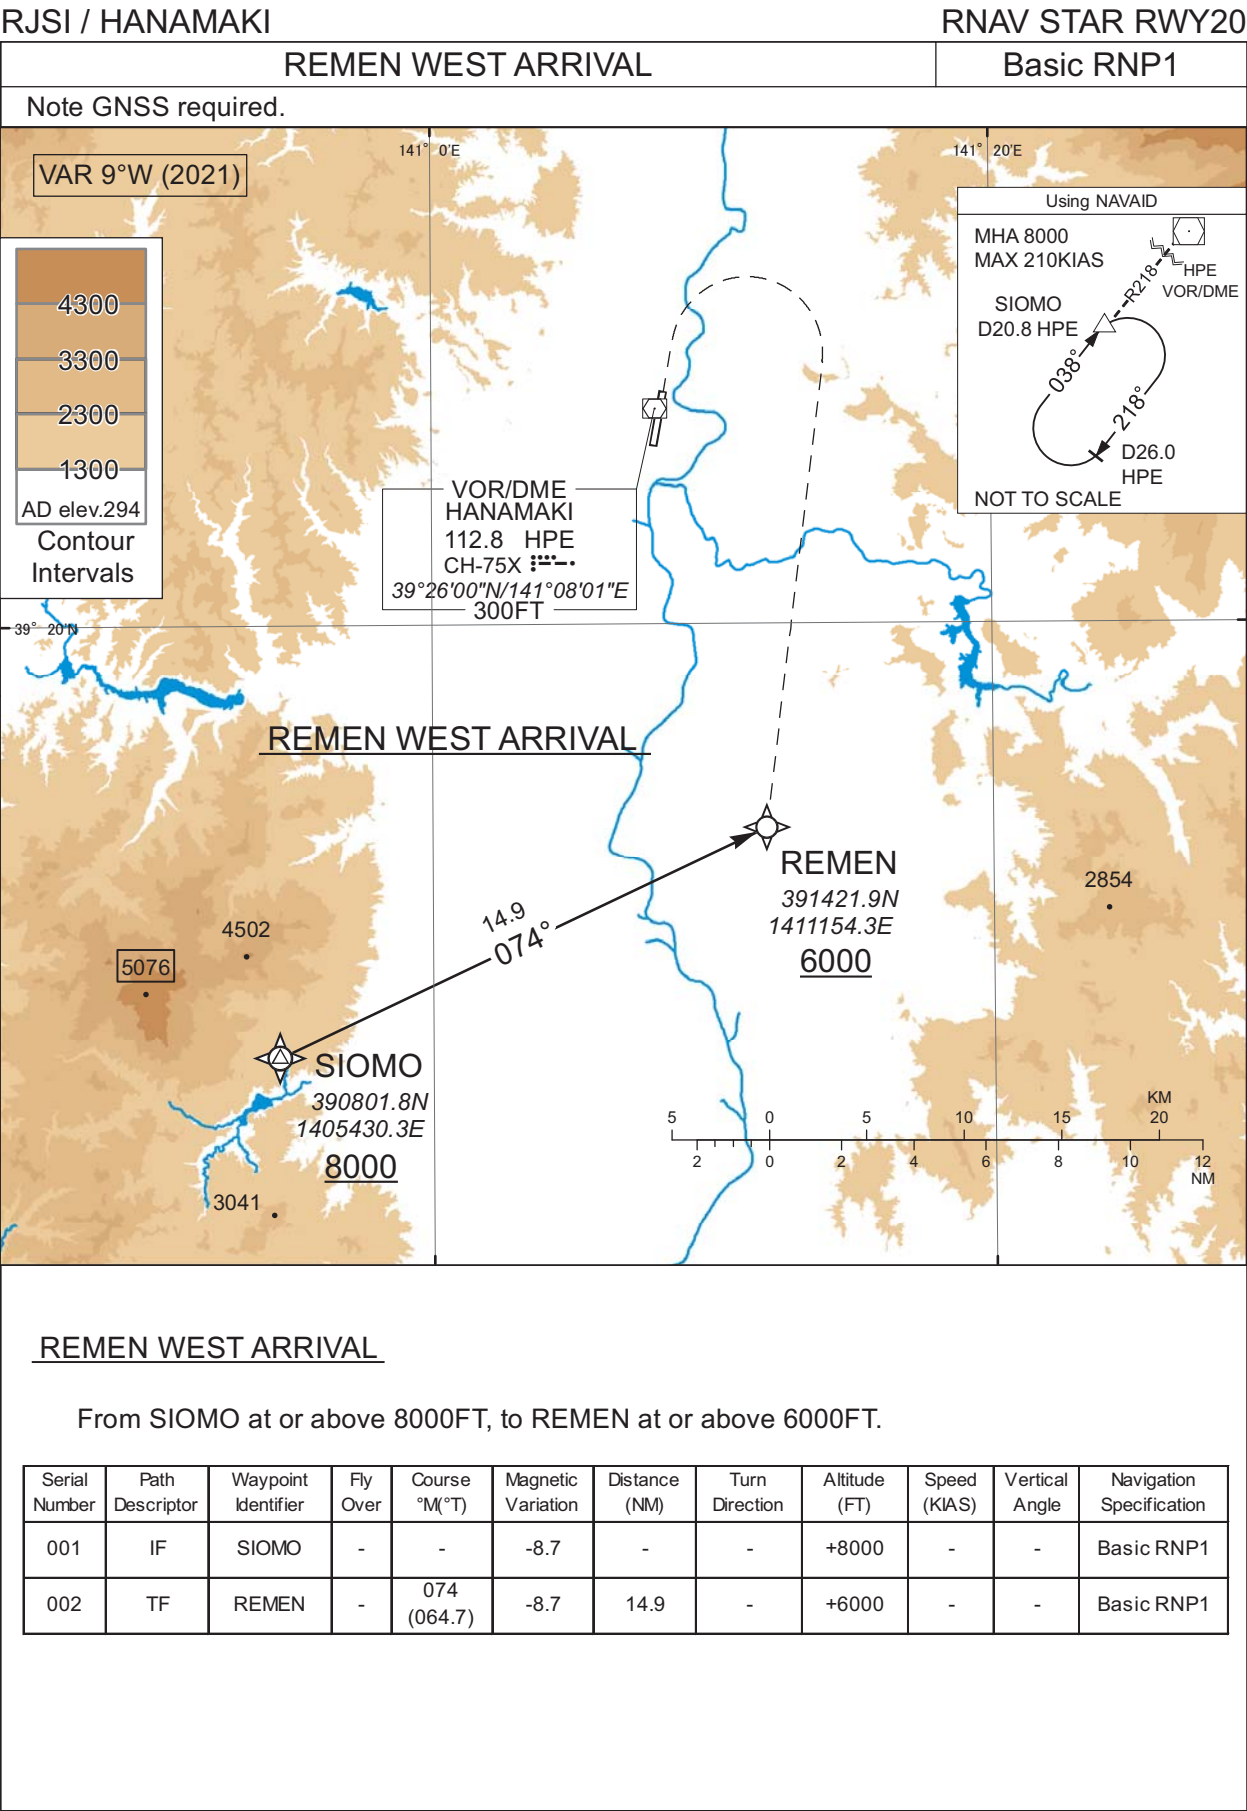 RJSI / HANAMAKI
RNAV STAR RWY20
REMEN WEST ARRIVAL
Basic RNP1
Note GNSS required.
141° 0'E
141° 20'E
VAR 9°W (2021)
4300
3300
2300
1300
AD elev.294
Contour
Intervals
Using NAVAID
MHA 8000
MAX 210KIAS
HPE
VOR/DME
R218
SIOMO
D20.8 HPE
038°
218°
D26.0
HPE
NOT TO SCALE
VOR/DME
HANAMAKI
112.8 HPE
CH-75X
39°26'00"N/141°08'01"E
300FT
39° 20'N
REMEN WEST ARRIVAL
REMEN
391421.9N
1411154.3E
6000
2854
14.9
074°
4502
5076
SIOMO
390801.8N
1405430.3E
8000
3041
KM
5 0 5 10 15 20
2 0 2 4 6 8 10 12
NM
REMEN WEST ARRIVAL
From SIOMO at or above 8000FT, to REMEN at or above 6000FT.
Serial Path Waypoint Fly Course Magnetic Distance Turn Altitude Speed Vertical Navigation
Number Descriptor Identifier Over °M(°T) Variation (NM) Direction (FT) (KIAS) Angle Specification
001 IF SIOMO - - -8.7 - - +8000 - - Basic RNP1
002 TF REMEN - 074 (064.7) -8.7 14.9 - +6000 - - Basic RNP1